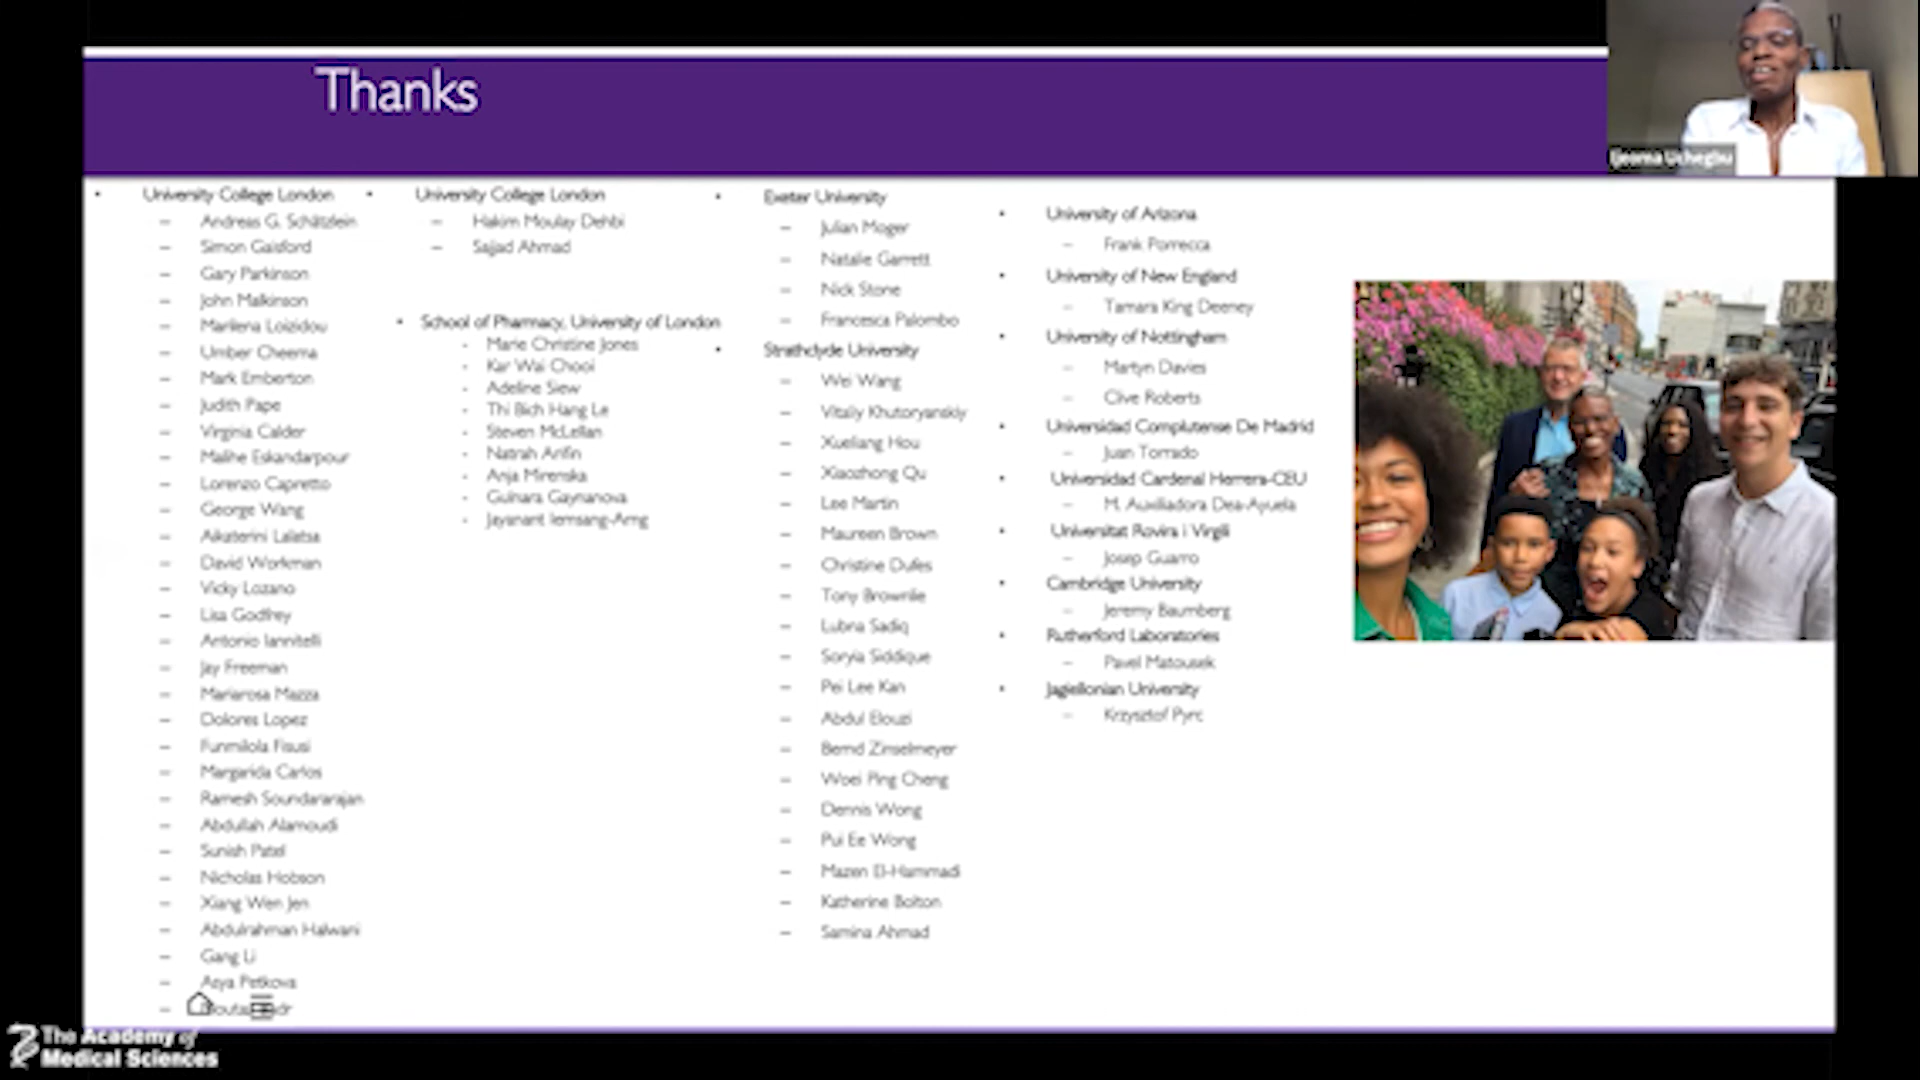 Thanks
Ijeoma Uchegbu
University College London
Andreas G. Schätzlein
Simon Gaisford
Gary Parkinson
John Malkinson
Marilena Loizidou
Umber Cheema
Mark Emberton
Judith Pape
Virginia Calder
Malihe Eskandarpour
Lorenzo Capretto
George Wang
Aikaterini Lalatsa
David Workman
Vicky Lozano
Lisa Godfrey
Antonio Iannitelli
Jay Freeman
Mariarosa Mazza
Dolores Lopez
Funmilola Fisusi
Margarida Carlos
Ramesh Soundararajan
Abdullah Alamoudi
Sunish Patel
Nicholas Hobson
Xiang Wen Jen
Abdulrahman Halwani
Gang Li
Asya Petkova
University College London
Hakim Moulay Dehbi
Sajjad Ahmad
School of Pharmacy, University of London
Marie Christine Jones
Kar Wai Chooi
Adeline Siew
Thi Bich Hang Le
Steven McLellan
Natrah Arifin
Anja Mirenska
Gulnara Gaynanova
Jayanant Iemsang-Arng
Exeter University
Julian Moger
Natalie Garrett
Nick Stone
Francesca Palombo
Strathclyde University
Wei Wang
Vitaliy Khutoryanskiy
Xueliang Hou
Xiaozhong Qu
Lee Martin
Maureen Brown
Christine Dufes
Tony Brownlie
Lubna Sadiq
Soryia Siddique
Pei Lee Kan
Abdul Elouzi
Bernd Zinselmeyer
Woei Ping Cheng
Dennis Wong
Pui Ee Wong
Mazen El-Hammadi
Katherine Bolton
Samina Ahmad
University of Arizona
Frank Porrecca
University of New England
Tamara King Deeney
University of Nottingham
Martyn Davies
Clive Roberts
Universidad Complutense De Madrid
Juan Torrado
Universidad Cardenal Herrera-CEU
M. Auxiliadora Dea-Ayuela
Universitat Rovira i Virgili
Josep Guarro
Cambridge University
Jeremy Baumberg
Rutherford Laboratories
Pavel Matousek
Jagiellonian University
Krzysztof Pyrc
The Academy of
Medical Sciences